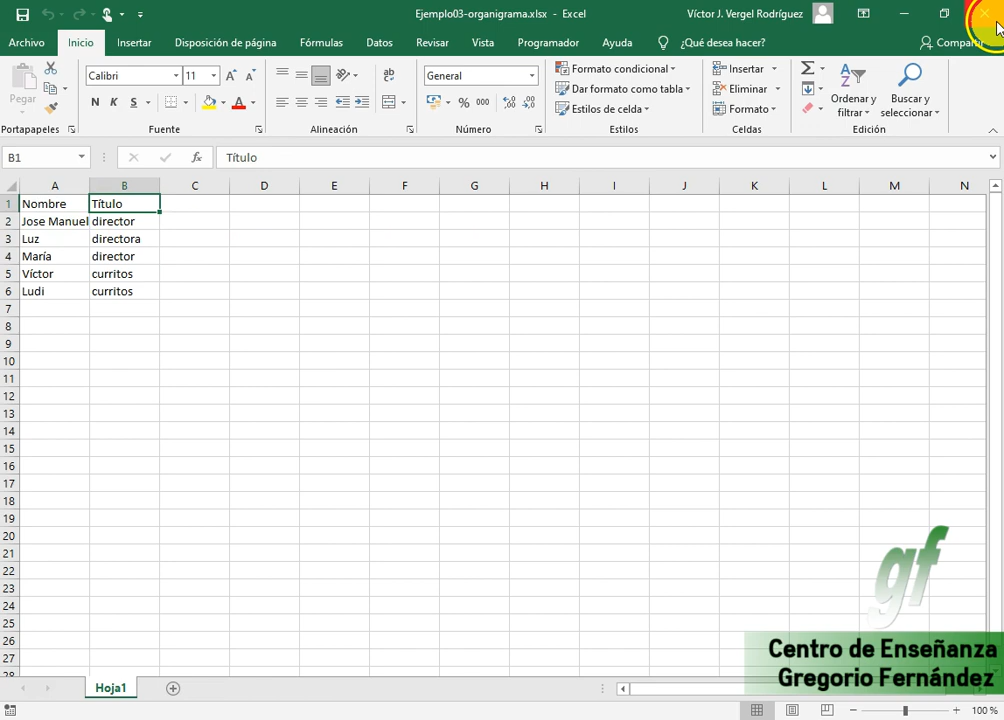 Ejemplo03-organigrama.xlsx - Excel
Víctor J. Vergel Rodríguez
Archivo
Inicio
Insertar
Disposición de página
Fórmulas
Datos
Revisar
Vista
Programador
Ayuda
¿Qué desea hacer?
Compartir
Pegar
Calibri
11
N K S
General
% 000
Formato condicional
Dar formato como tabla
Estilos de celda
Insertar
Eliminar
Formato
Ordenar y filtrar
Buscar y seleccionar
Portapapeles
Fuente
Alineación
Número
Estilos
Celdas
Edición
B1
fx
Título
A B C D E F G H I J K L M N
1 Nombre Título
2 Jose Manuel director
3 Luz directora
4 María director
5 Víctor curritos
6 Ludi curritos
7
8
9
10
11
12
13
14
15
16
17
18
19
20
21
22
23
24
25
26
27
28
gf
Centro de Enseñanza
Gregorio Fernández
Hoja1
100 %